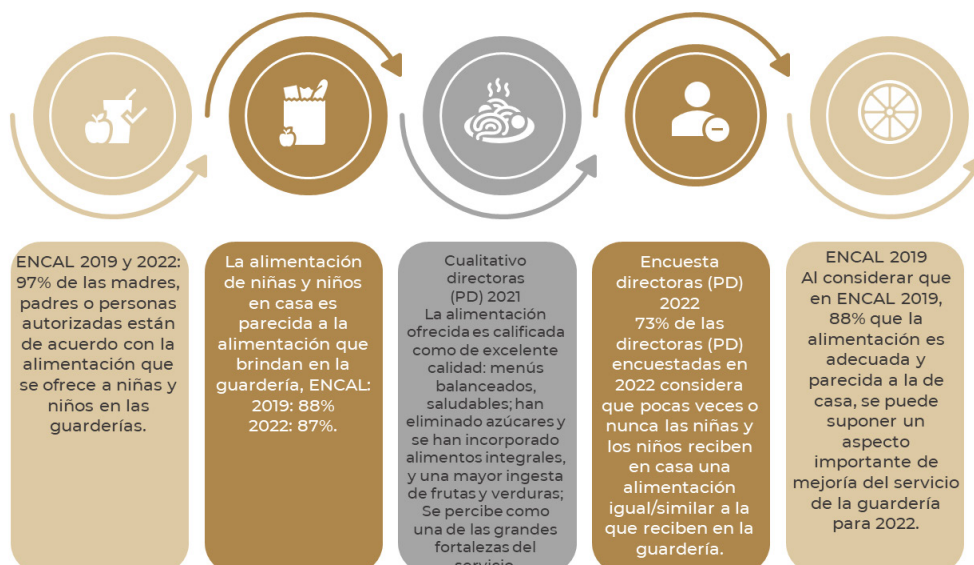 ENCAL 2019 y 2022:
97% de las madres,
padres o personas
autorizadas están
de acuerdo con la
alimentación que
se ofrece a niñas y
niños en las
guarderías.
La alimentación
de niñas y niños
en casa es
parecida a la
alimentación que
brindan en la
guardería, ENCAL:
2019: 88%
2022: 87%.
Cualitativo
directoras
(PD) 2021
La alimentación
ofrecida es calificada
como de excelente
calidad: menús
balanceados,
saludables; han
eliminado azúcares y
se han incorporado
alimentos integrales,
y una mayor ingesta
de frutas y verduras;
Se percibe como
una de las grandes
fortalezas del
servicio
Encuesta
directoras (PD)
2022
73% de las
directoras (PD)
encuestadas en
2022 considera
que pocas veces o
nunca las niñas y
los niños reciben
en casa una
alimentación
igual/similar a la
que reciben en la
guardería.
ENCAL 2019
Al considerar que
en ENCAL 2019,
88% que la
alimentación es
adecuada y
parecida a la de
casa, se puede
suponer un
aspecto
importante de
mejoría del servicio
de la guardería
para 2022.